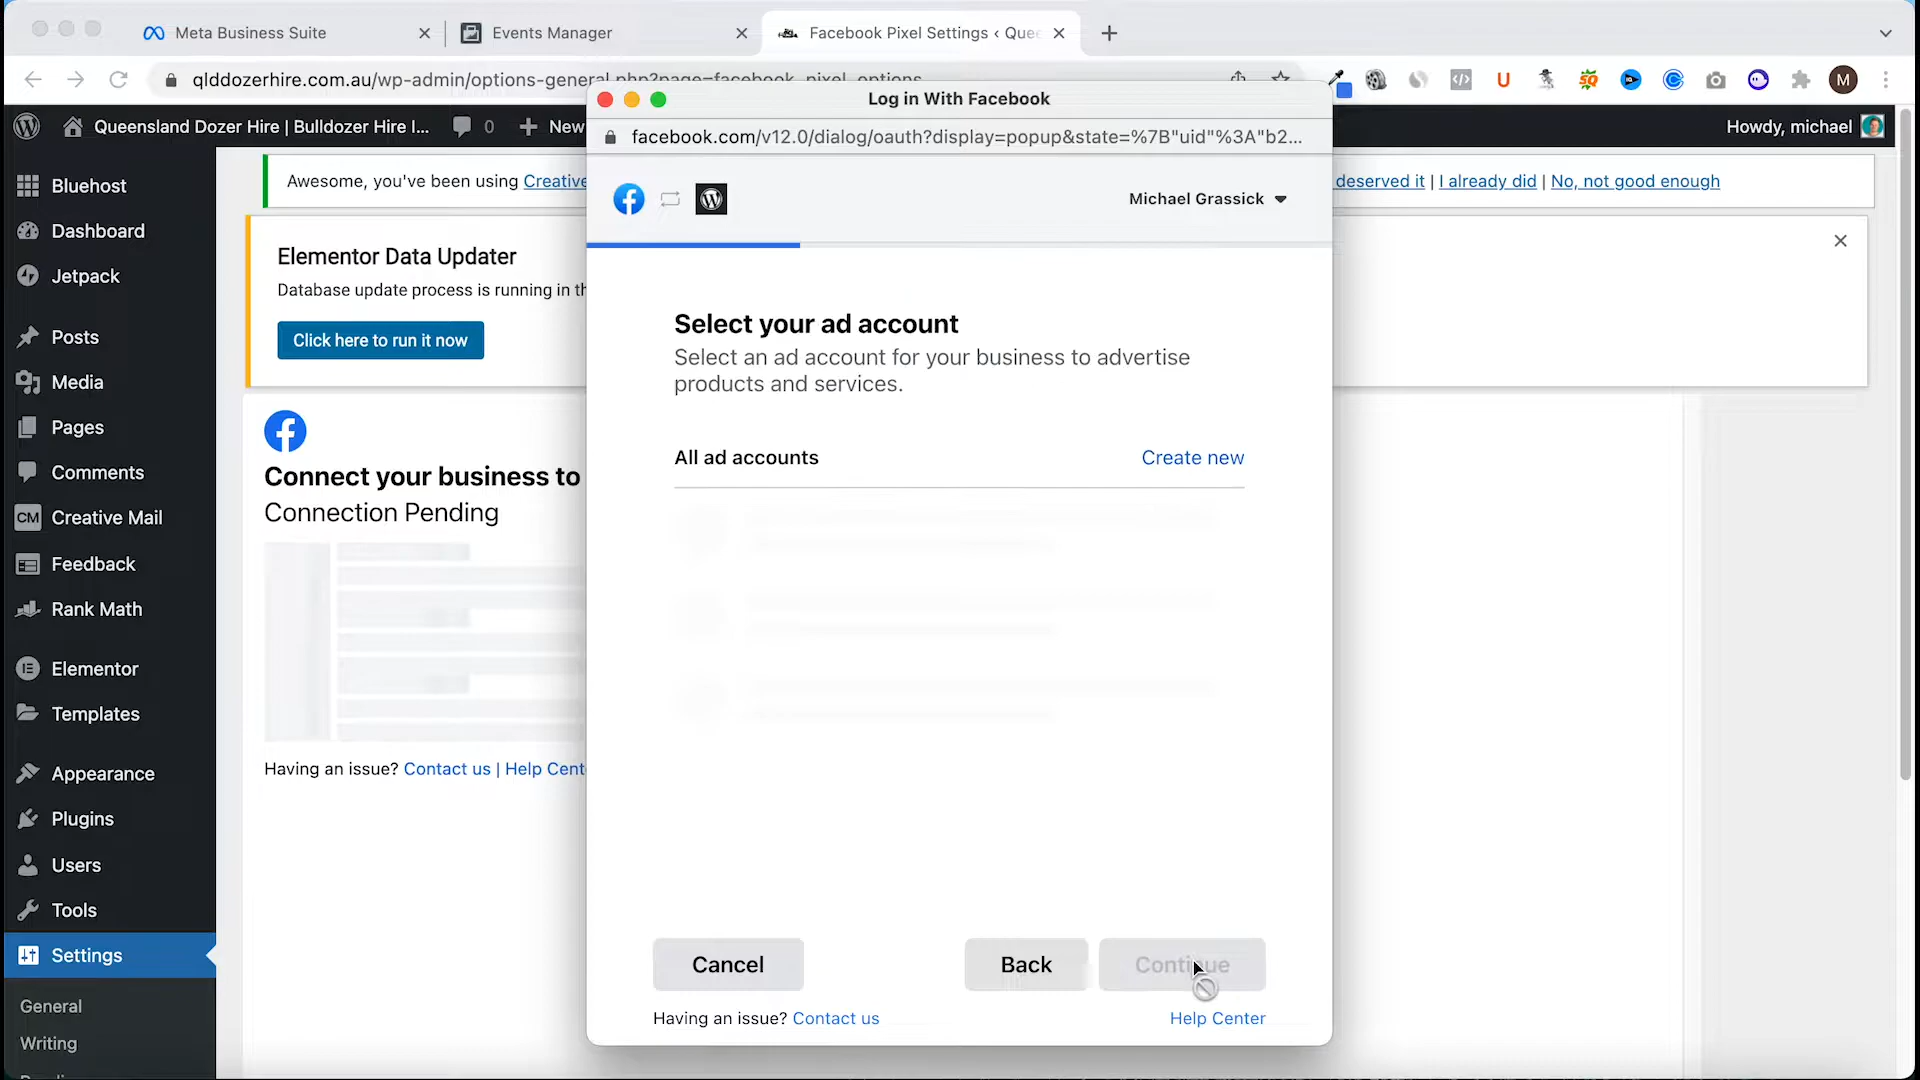 Meta Business Suite
Events Manager
Facebook Pixel Settings ‹ Que
qlddozerhire.com.au/wp-admin/options-general.php?page=facebook_pixel_options
M
Queensland Dozer Hire | Bulldozer Hire I...
0
New
Howdy, michael
Log in With Facebook
facebook.com/v12.0/dialog/oauth?display=popup&state=%7B"uid"%3A"b2...
Michael Grassick
Bluehost
Dashboard
Jetpack
Posts
Media
Pages
Comments
CM Creative Mail
Feedback
Rank Math
Elementor
Templates
Appearance
Plugins
Users
Tools
Settings
General
Writing
Awesome, you've been using Creative
deserved it | I already did | No, not good enough
Elementor Data Updater
Database update process is running in th
Click here to run it now
Connect your business to
Connection Pending
Having an issue? Contact us | Help Cent
Select your ad account
Select an ad account for your business to advertise
products and services.
All ad accounts
Create new
Cancel
Back
Continue
Having an issue? Contact us
Help Center